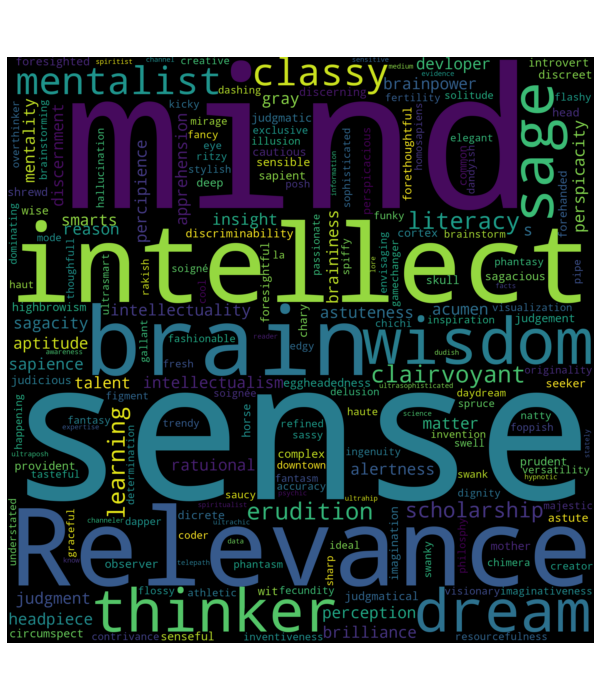 foresighted spiritist channel creative sensitive medium devloper introvert
mentalist classy evidence discreet
dashing discerning brainpower
kicky gray fertility solitude flashy
mind
overthinker brainstorming mentality discernment
mirage judgmatic exclusive forethoughtful homosapiens head
fancy illusion cautious sophisticated perspicacious elegant common dandyish sage perspicacity
hallucination percipience apprehension eye ritzy sensible
shrewd stylish sapient
deep posh information forehanded
wise smarts insight passionate funky literacy s
dominating mode reason discriminability braininess spiffy cortex brainstorm
thoughtfull ultrasmart rakish soigné foresightful la envisaging gamechanger phantasy pipe
intellect
haut cool lore skull sagacious
highbrowism intellectuality chary astuteness acumen visualization facts
sagacity chichi inspiration judgement
brain wisdom
aptitude gallant fashionable edgy reader dudish
sapience awareness fresh clairvoyant originality
judicious talent intellectualism eggheadedness ultrasophisticated seeker
figment soignée delusion daydream
happening fantasy horse haute science spruce natty
ultraposh expertise trendy refined matter invention foppish stately
learning determination sassy swell
sense
provident complex ingenuity prudent
tasteful ratuional downtown alertness swank versatility
fantasm hypnotic
saucy accuracy psychic dignity
understated spiritualist ultrahip majestic
graceful channeler dapper dicrete ultrachic erudition scholarship astute
Relevance
coder imagination philosophy mother
know observer telepath data phantasm sharp ideal swanky chimera creator
judgment flossy athletic wit fecundity judgmatical visionary imaginativeness
headpiece thinker perception dream
circumspect contrivance senseful inventiveness brilliance resourcefulness